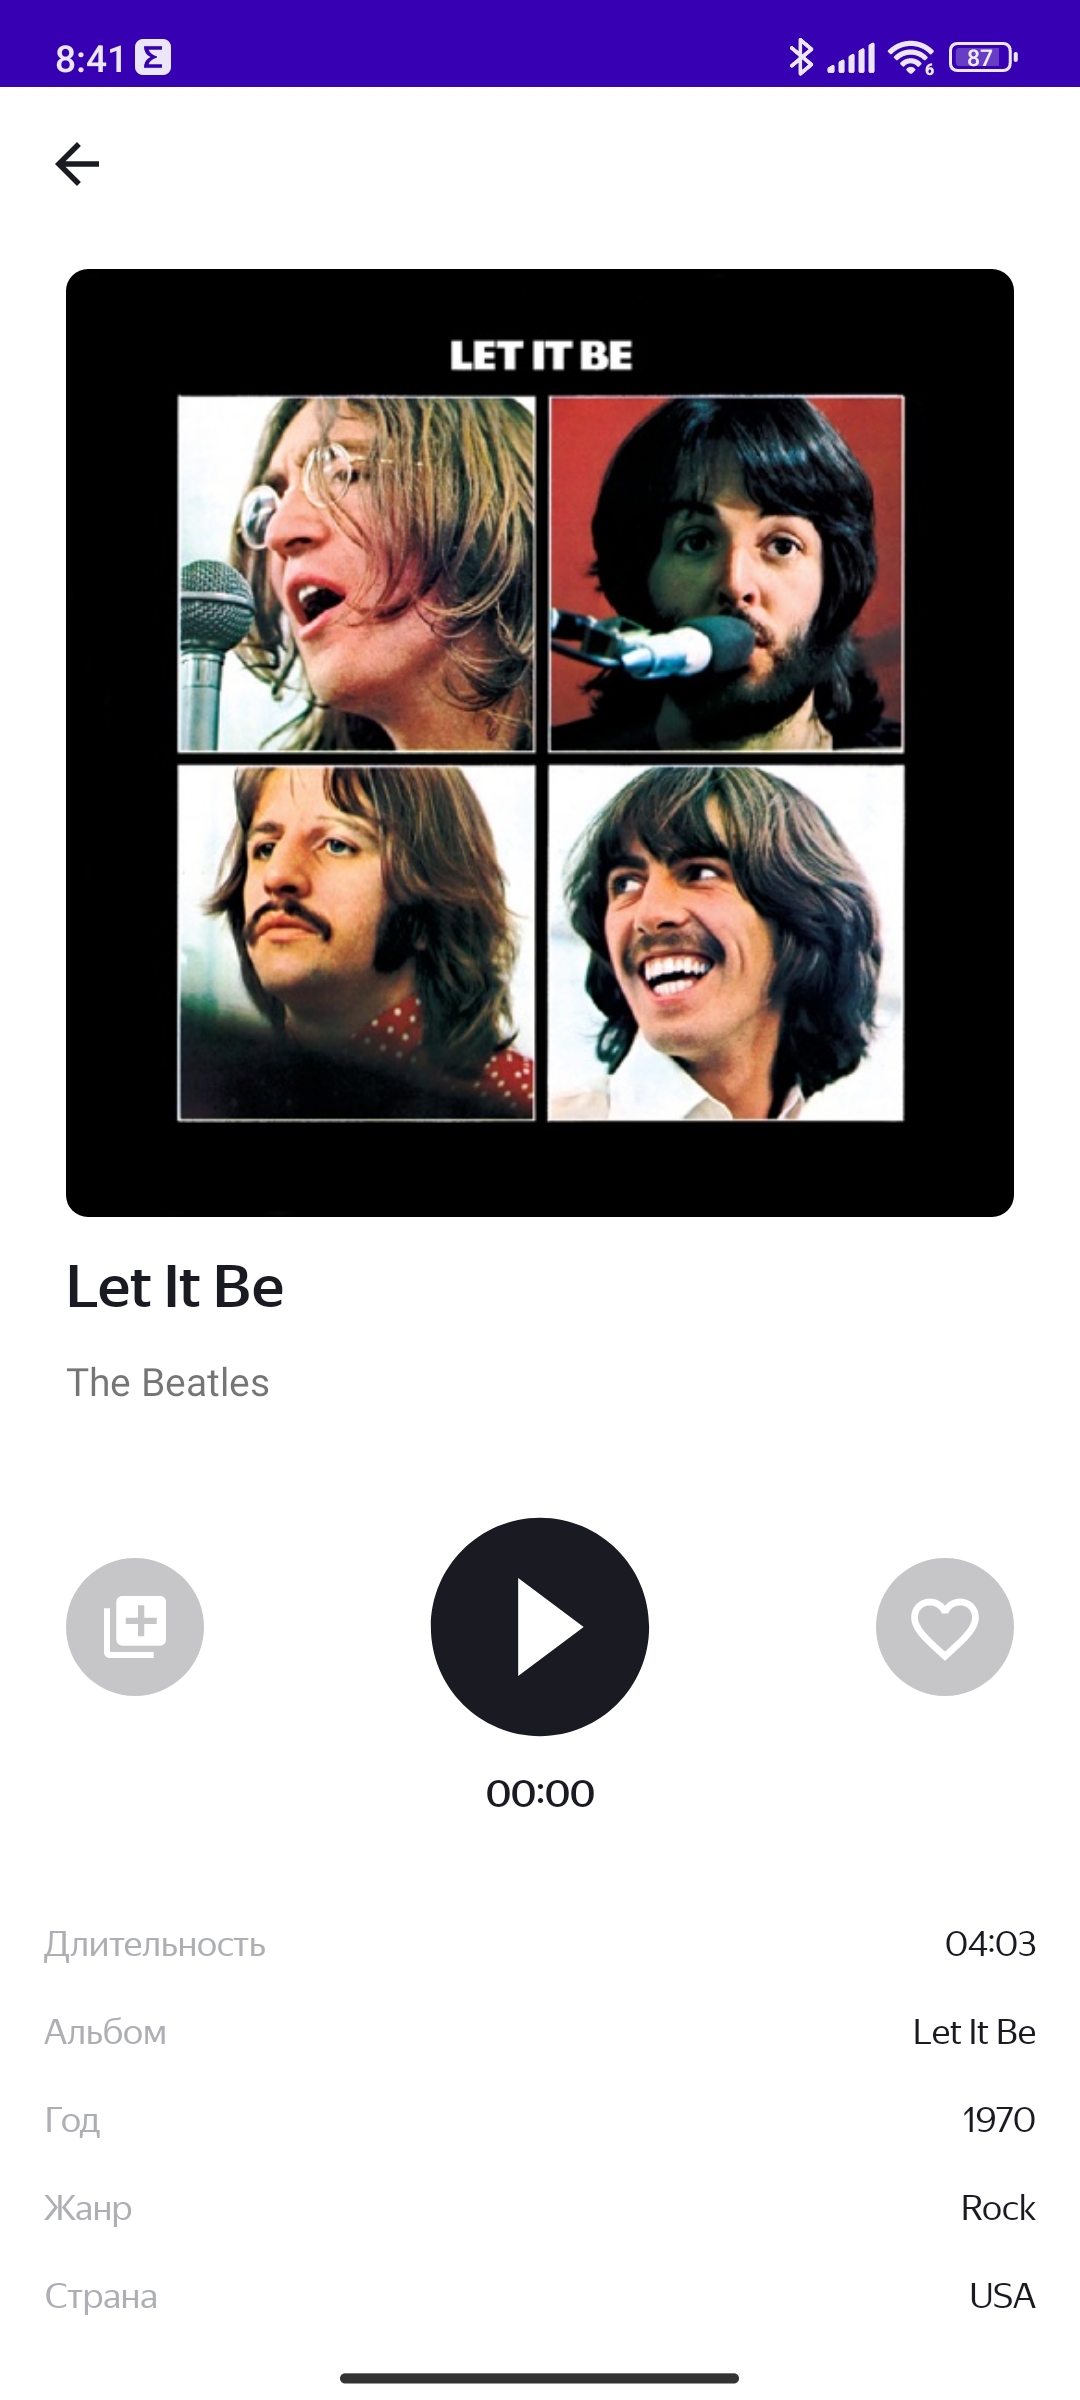 8:41
6
87
LET IT BE
Let It Be
The Beatles
00:00
Длительность 04:03
Альбом Let It Be
Год 1970
Жанр Rock
Страна USA